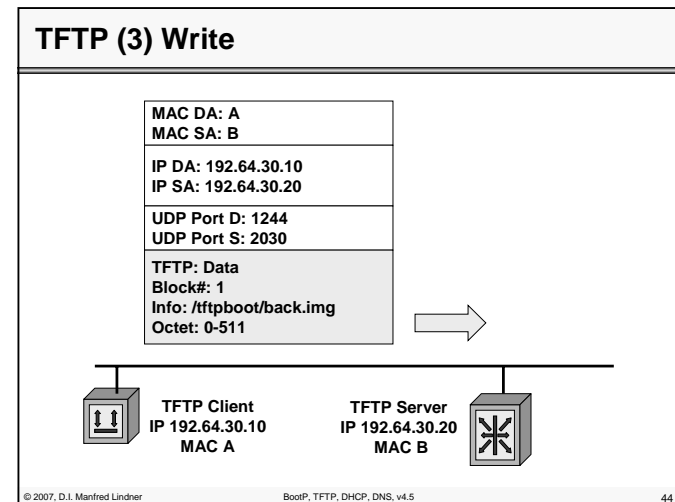 TFTP (3) Write
MAC DA: A
MAC SA: B
IP DA: 192.64.30.10
IP SA: 192.64.30.20
UDP Port D: 1244
UDP Port S: 2030
TFTP: Data
Block#: 1
Info: /tftpboot/back.img
Octet: 0-511
TFTP Client
IP 192.64.30.10
MAC A
TFTP Server
IP 192.64.30.20
MAC B
© 2007, D.I. Manfred Lindner
BootP, TFTP, DHCP, DNS, v4.5
44